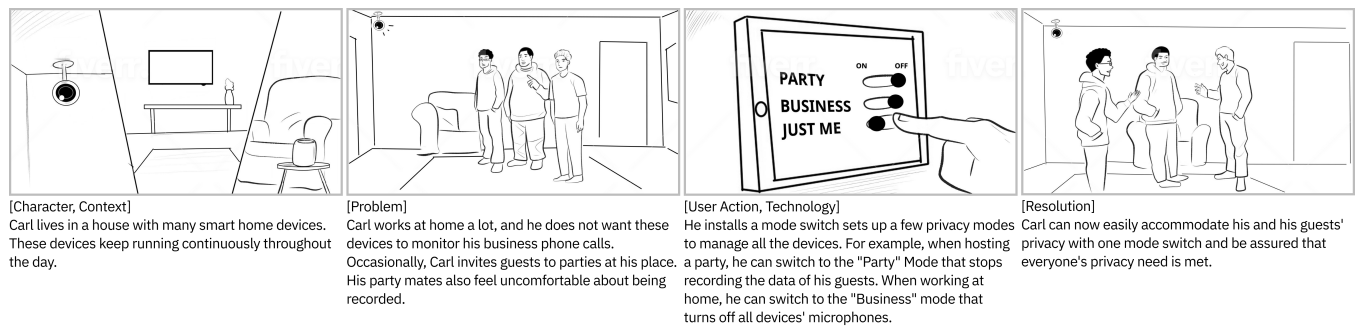 [Character, Context]
Carl lives in a house with many smart home devices.
These devices keep running continuously throughout
the day.
[Problem]
Carl works at home a lot, and he does not want these
devices to monitor his business phone calls.
Occasionally, Carl invites guests to parties at his place.
His party mates also feel uncomfortable about being
recorded.
ON OFF
PARTY
BUSINESS
JUST ME
[User Action, Technology]
He installs a mode switch sets up a few privacy modes
to manage all the devices. For example, when hosting
a party, he can switch to the "Party" Mode that stops
recording the data of his guests. When working at
home, he can switch to the "Business" mode that
turns off all devices' microphones.
[Resolution]
Carl can now easily accommodate his and his guests'
privacy with one mode switch and be assured that
everyone's privacy need is met.